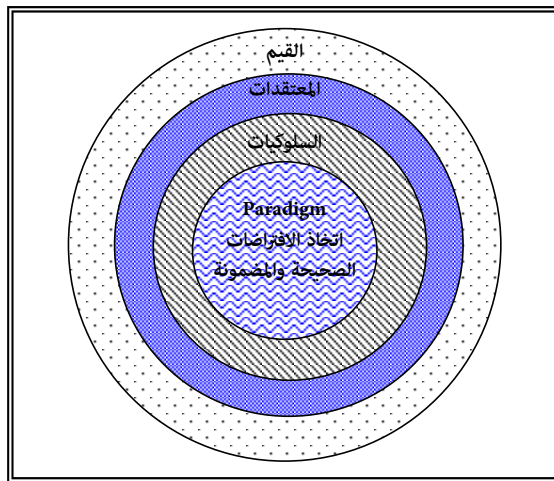 القيم
المعتقدات
السلوكيات
Paradigm
اتخاذ الافتراضات
الصحيحة والمضمونة